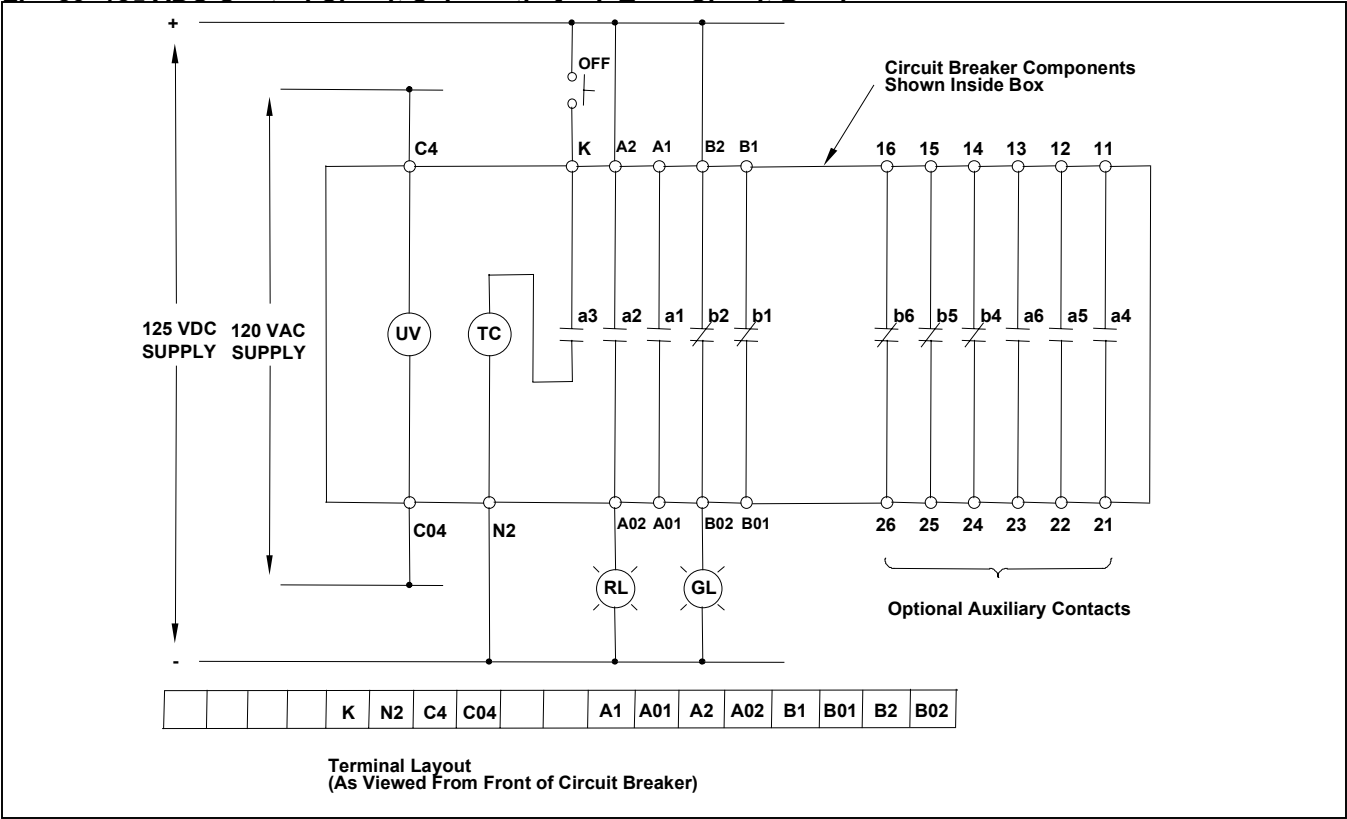 +
OFF
Circuit Breaker Components
Shown Inside Box
C4 K A2 A1 B2 B1 16 15 14 13 12 11
125 VDC
SUPPLY
120 VAC
SUPPLY
UV TC a3 a2 a1 b2 b1 b6 b5 b4 a6 a5 a4
C04 N2 A02 A01 B02 B01 26 25 24 23 22 21
RL GL
Optional Auxiliary Contacts
-
K N2 C4 C04 A1 A01 A2 A02 B1 B01 B2 B02
Terminal Layout
(As Viewed From Front of Circuit Breaker)